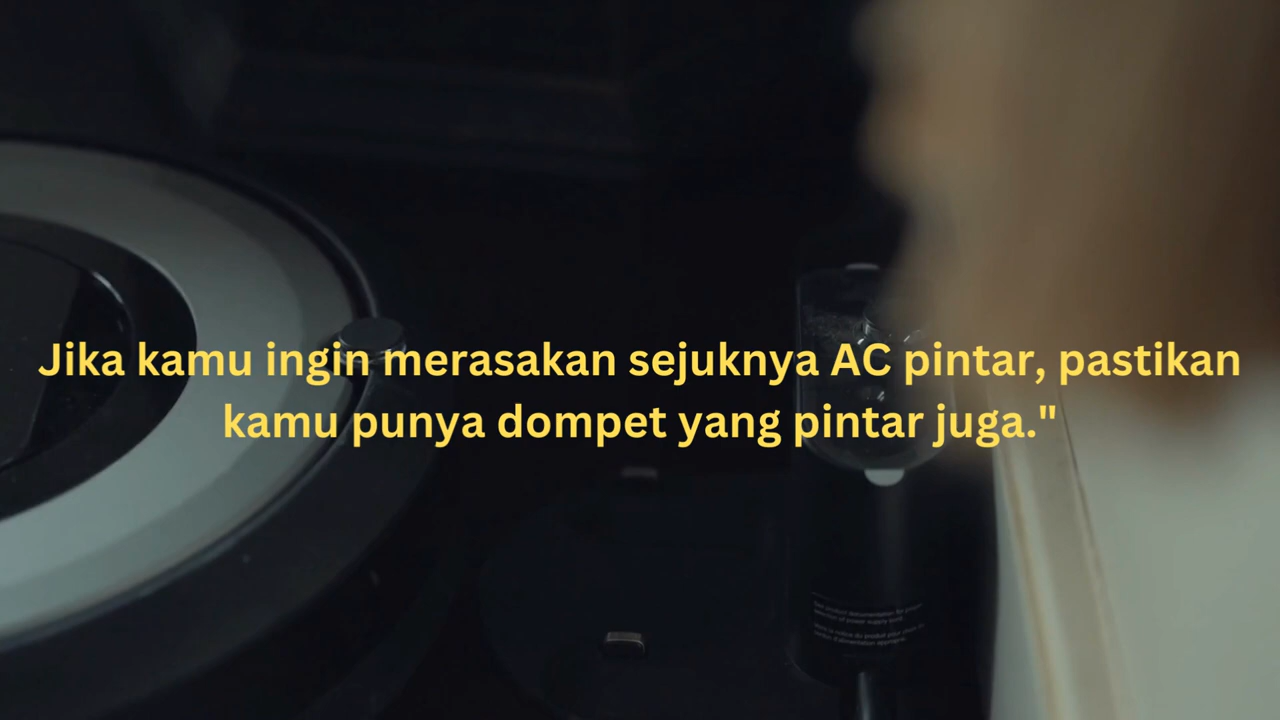 Jika kamu ingin merasakan sejuknya AC pintar, pastikan
kamu punya dompet yang pintar juga."